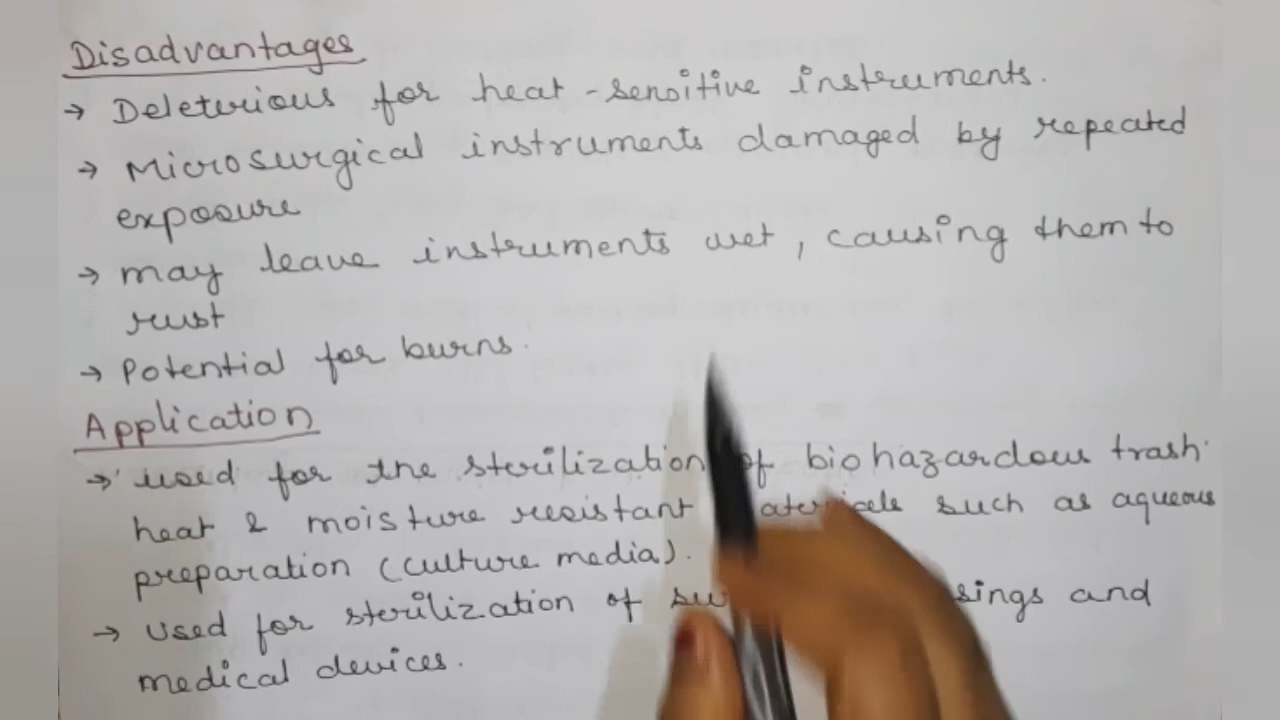 Disadvantages
→ Deleterious for heat-sensitive instruments.
→ Microsurgical instruments damaged by repeated
exposure
→ may leave instruments wet, causing them to
rust
→ Potential for burns.
Application
→ used for the sterilization of biohazardous trash
heat & moisture resistant materials such as aqueous
preparation (culture media).
→ Used for sterilization of and
medical devices.